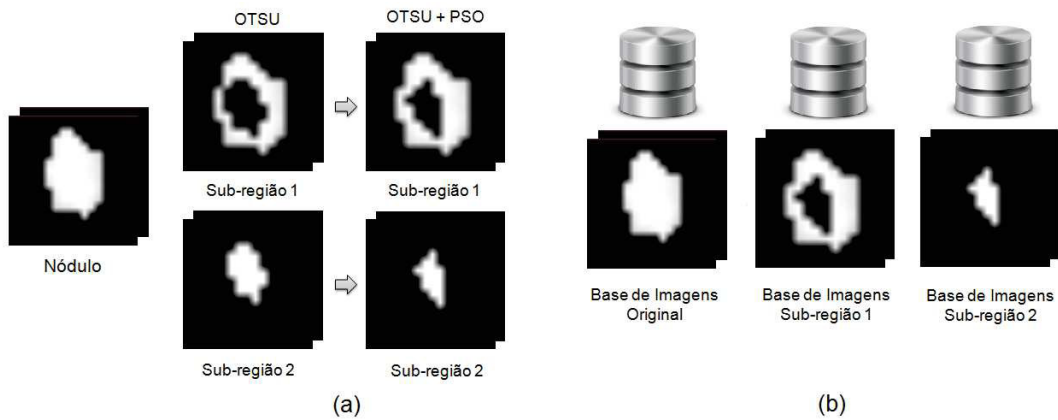 OTSU
OTSU + PSO
Nódulo
Sub-região 1
Sub-região 1
Sub-região 2
Sub-região 2
(a)
Base de Imagens
Original
Base de Imagens
Sub-região 1
Base de Imagens
Sub-região 2
(b)